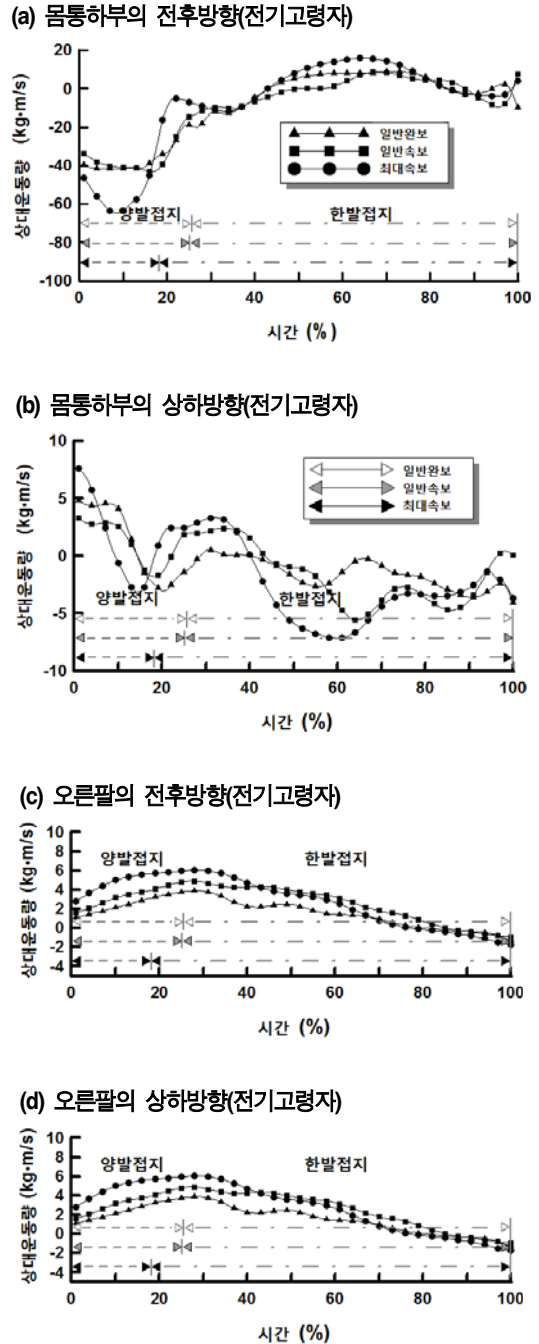 (a) 몸통하부의 전후방향(전기고령자)
20
0
-20
-40
-60
-80
-100
상대운동량 (kg·m/s)
일반완보
일반속보
최대속보
양발접지
한발접지
0
20
40
60
80
100
시간 (%)
(b) 몸통하부의 상하방향(전기고령자)
10
5
0
-5
-10
상대운동량 (kg·m/s)
일반완보
일반속보
최대속보
양발접지
한발접지
0
20
40
60
80
100
시간 (%)
(c) 오른팔의 전후방향(전기고령자)
10
8
6
4
2
0
-2
-4
상대운동량 (kg·m/s)
양발접지
한발접지
0
20
40
60
80
100
시간 (%)
(d) 오른팔의 상하방향(전기고령자)
10
8
6
4
2
0
-2
-4
상대운동량 (kg·m/s)
양발접지
한발접지
0
20
40
60
80
100
시간 (%)